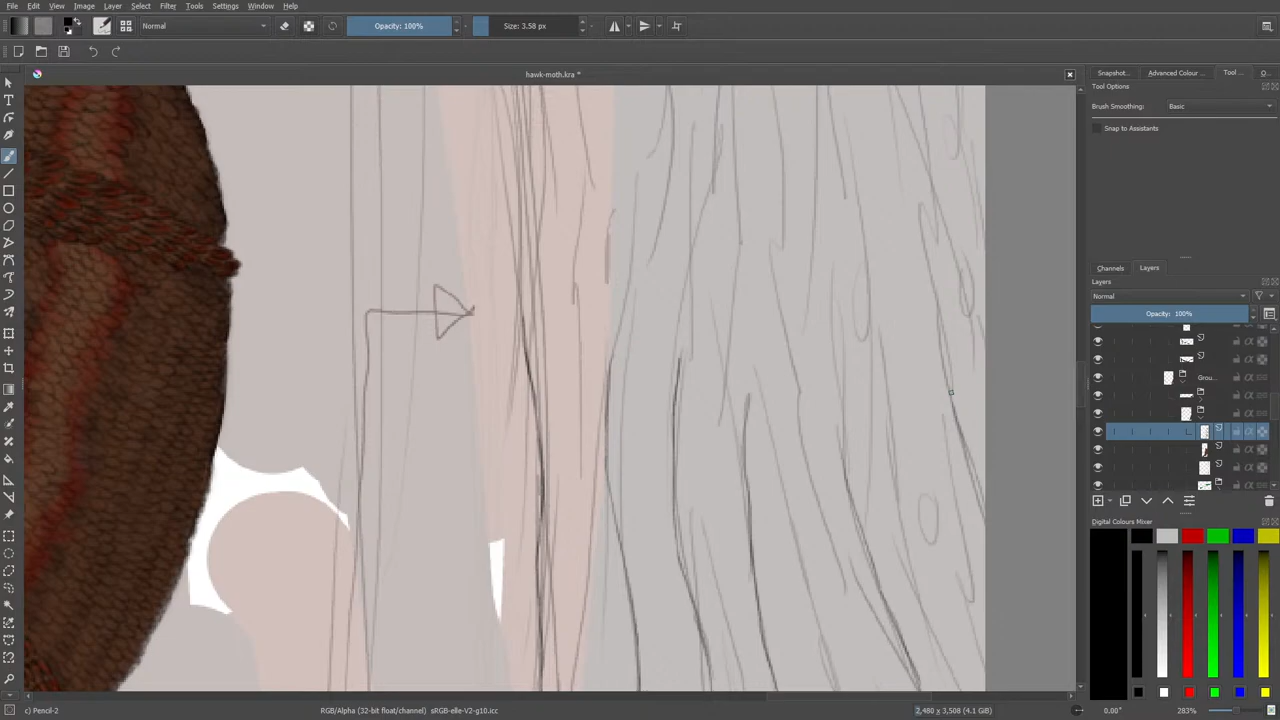 File Edit View Image Layer Select Filter Tools Settings Window Help
Normal Opacity: 100% Size: 3.58 px
hawk-moth.kra *
Snapshot... Advanced Colour ... Tool ... O...
Tool Options
Brush Smoothing: Basic
Snap to Assistants
Channels Layers
Layers
Normal
Opacity: 100%
Grou...
Digital Colours Mixer
c) Pencil-2 RGB/Alpha (32-bit float/channel) sRGB-elle-V2-g10.icc 2,480 x 3,508 (4.1 GiB) 0.00° 283%